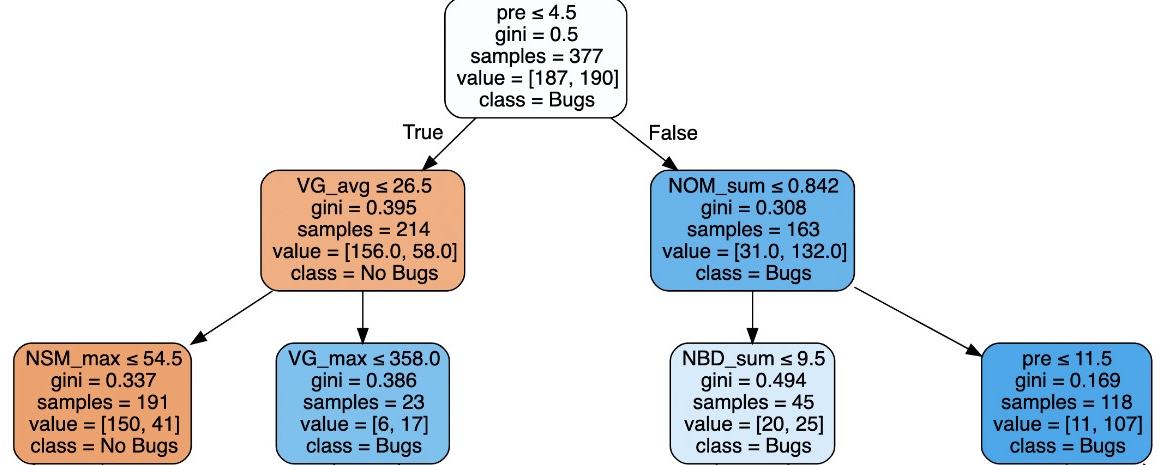 pre ≤ 4.5
gini = 0.5
samples = 377
value = [187, 190]
class = Bugs
True
False
VG_avg ≤ 26.5
gini = 0.395
samples = 214
value = [156.0, 58.0]
class = No Bugs
NOM_sum ≤ 0.842
gini = 0.308
samples = 163
value = [31.0, 132.0]
class = Bugs
NSM_max ≤ 54.5
gini = 0.337
samples = 191
value = [150, 41]
class = No Bugs
VG_max ≤ 358.0
gini = 0.386
samples = 23
value = [6, 17]
class = Bugs
NBD_sum ≤ 9.5
gini = 0.494
samples = 45
value = [20, 25]
class = Bugs
pre ≤ 11.5
gini = 0.169
samples = 118
value = [11, 107]
class = Bugs